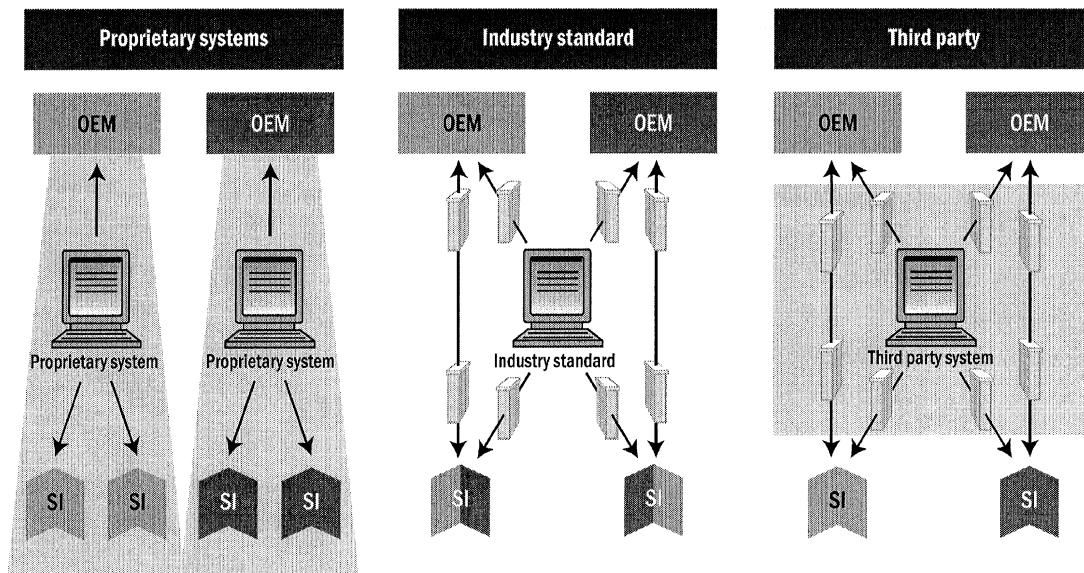 Proprietary systems
Industry standard
Third party
OEM
OEM
OEM
OEM
OEM
OEM
Proprietary system
Proprietary system
Industry standard
Third party system
SI
SI
SI
SI
SI
SI
SI
SI